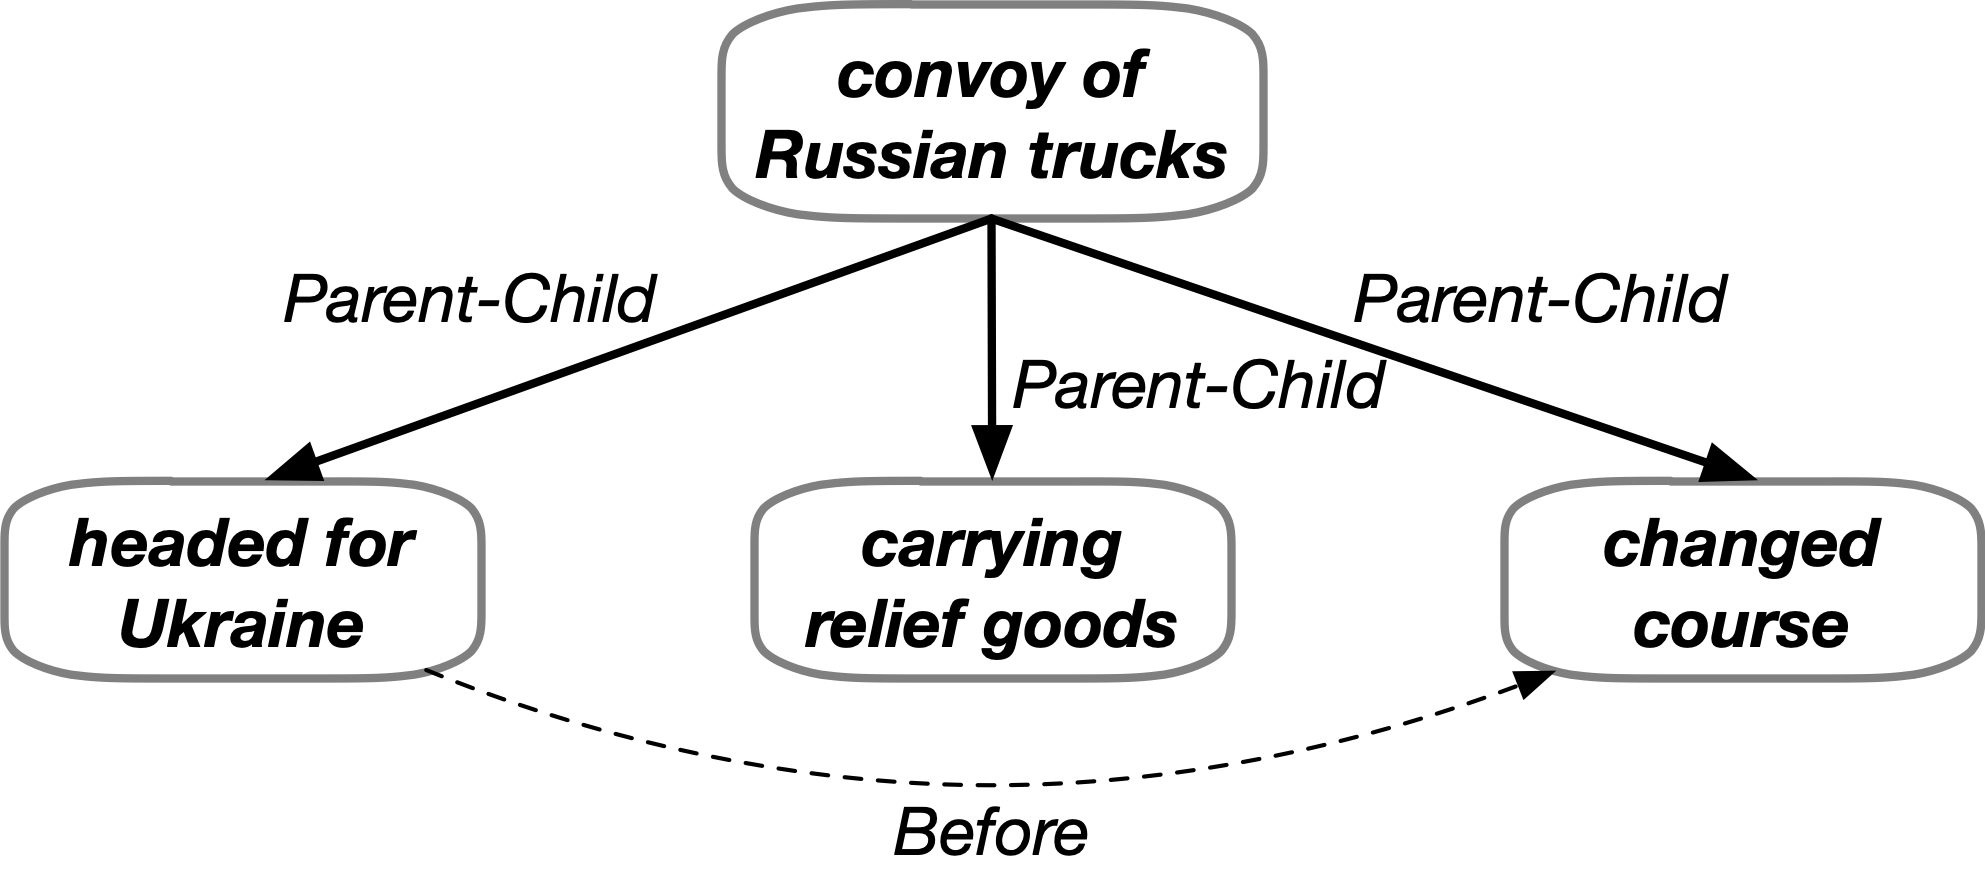 convoy of
Russian trucks
Parent-Child
Parent-Child
Parent-Child
headed for
Ukraine
carrying
relief goods
changed
course
Before